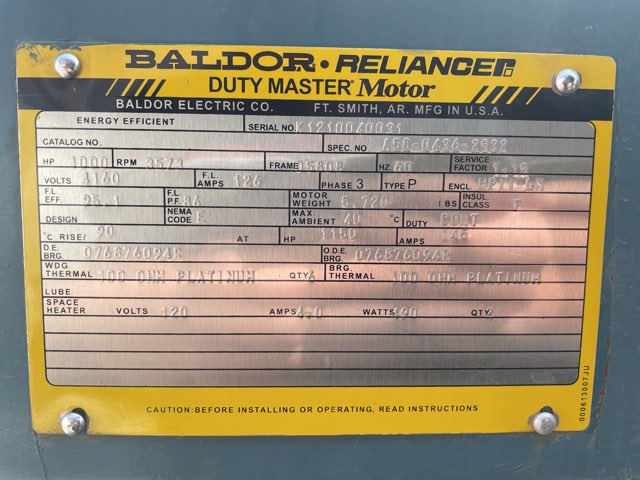 BALDOR · RELIANCE
DUTY MASTER® Motor
BALDOR ELECTRIC CO. FT. SMITH, AR. MFG IN U.S.A.
ENERGY EFFICIENT SERIAL NO. K1210040031
CATALOG NO. SPEC. NO.
HP 1000 RPM 3573 FRAME HZ 60 SERVICE FACTOR
VOLTS 4160 F.L. AMPS 126 PHASE 3 TYPE P ENCL
F.L. EFF. 95.1 F.L. P.F. 86 MOTOR WEIGHT LBS INSUL CLASS F
DESIGN NEMA CODE MAX. AMBIENT 40 °C DUTY CONT
°C RISE/ 90 AT HP 1150 AMPS 145
D.E. BRG. O.D.E. BRG.
WDG THERMAL 100 OHM PLATINUM QTY 6 BRG. THERMAL 100 OHM PLATINUM
LUBE
SPACE HEATER VOLTS 120 AMPS WATTS QTY
CAUTION: BEFORE INSTALLING OR OPERATING, READ INSTRUCTIONS
000613007JU